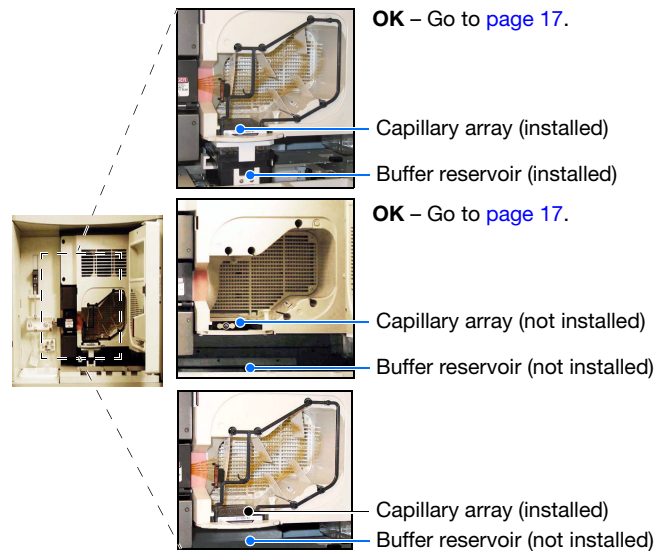 OK – Go to page 17.
Capillary array (installed)
Buffer reservoir (installed)
OK – Go to page 17.
Capillary array (not installed)
Buffer reservoir (not installed)
Capillary array (installed)
Buffer reservoir (not installed)